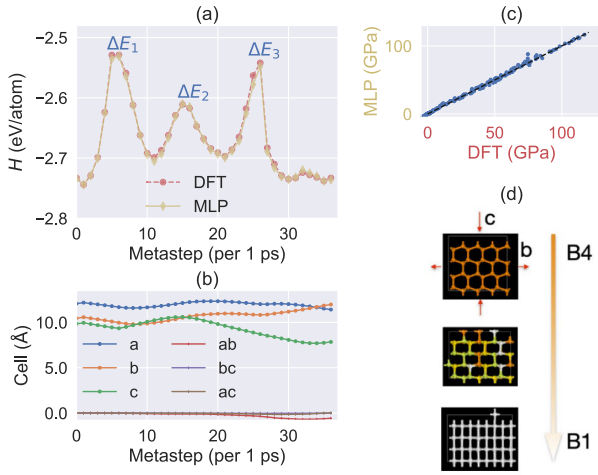 (a)
ΔE₁
ΔE₂
ΔE₃
−2.5
−2.6
−2.7
−2.8
H (eV/atom)
DFT
MLP
0 10 20 30
Metastep (per 1 ps)
(b)
10.0
0.0
Cell (Å)
a ab
b bc
c ac
0 10 20 30
Metastep (per 1 ps)
(c)
100
0
MLP (GPa)
0 50 100
DFT (GPa)
(d)
c
b
B4
B1